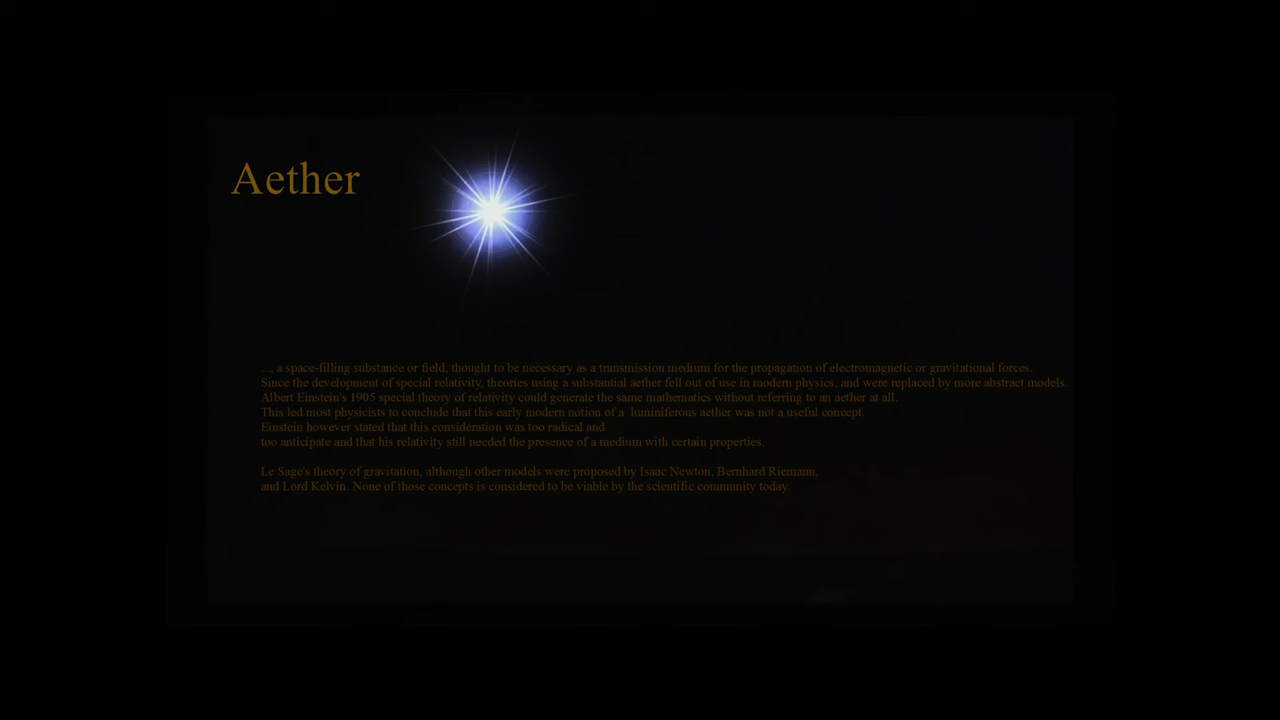 Aether
..., a space-filling substance or field, thought to be necessary as a transmission medium for the propagation of electromagnetic or gravitational forces.
Since the development of special relativity, theories using a substantial aether fell out of use in modern physics, and were replaced by more abstract models.
Albert Einstein's 1905 special theory of relativity could generate the same mathematics without referring to an aether at all.
This led most physicists to conclude that this early modern notion of a luminiferous aether was not a useful concept.
Einstein however stated that this consideration was too radical and
too anticipate and that his relativity still needed the presence of a medium with certain properties.
Le Sage's theory of gravitation, although other models were proposed by Isaac Newton, Bernhard Riemann,
and Lord Kelvin. None of those concepts is considered to be viable by the scientific community today.